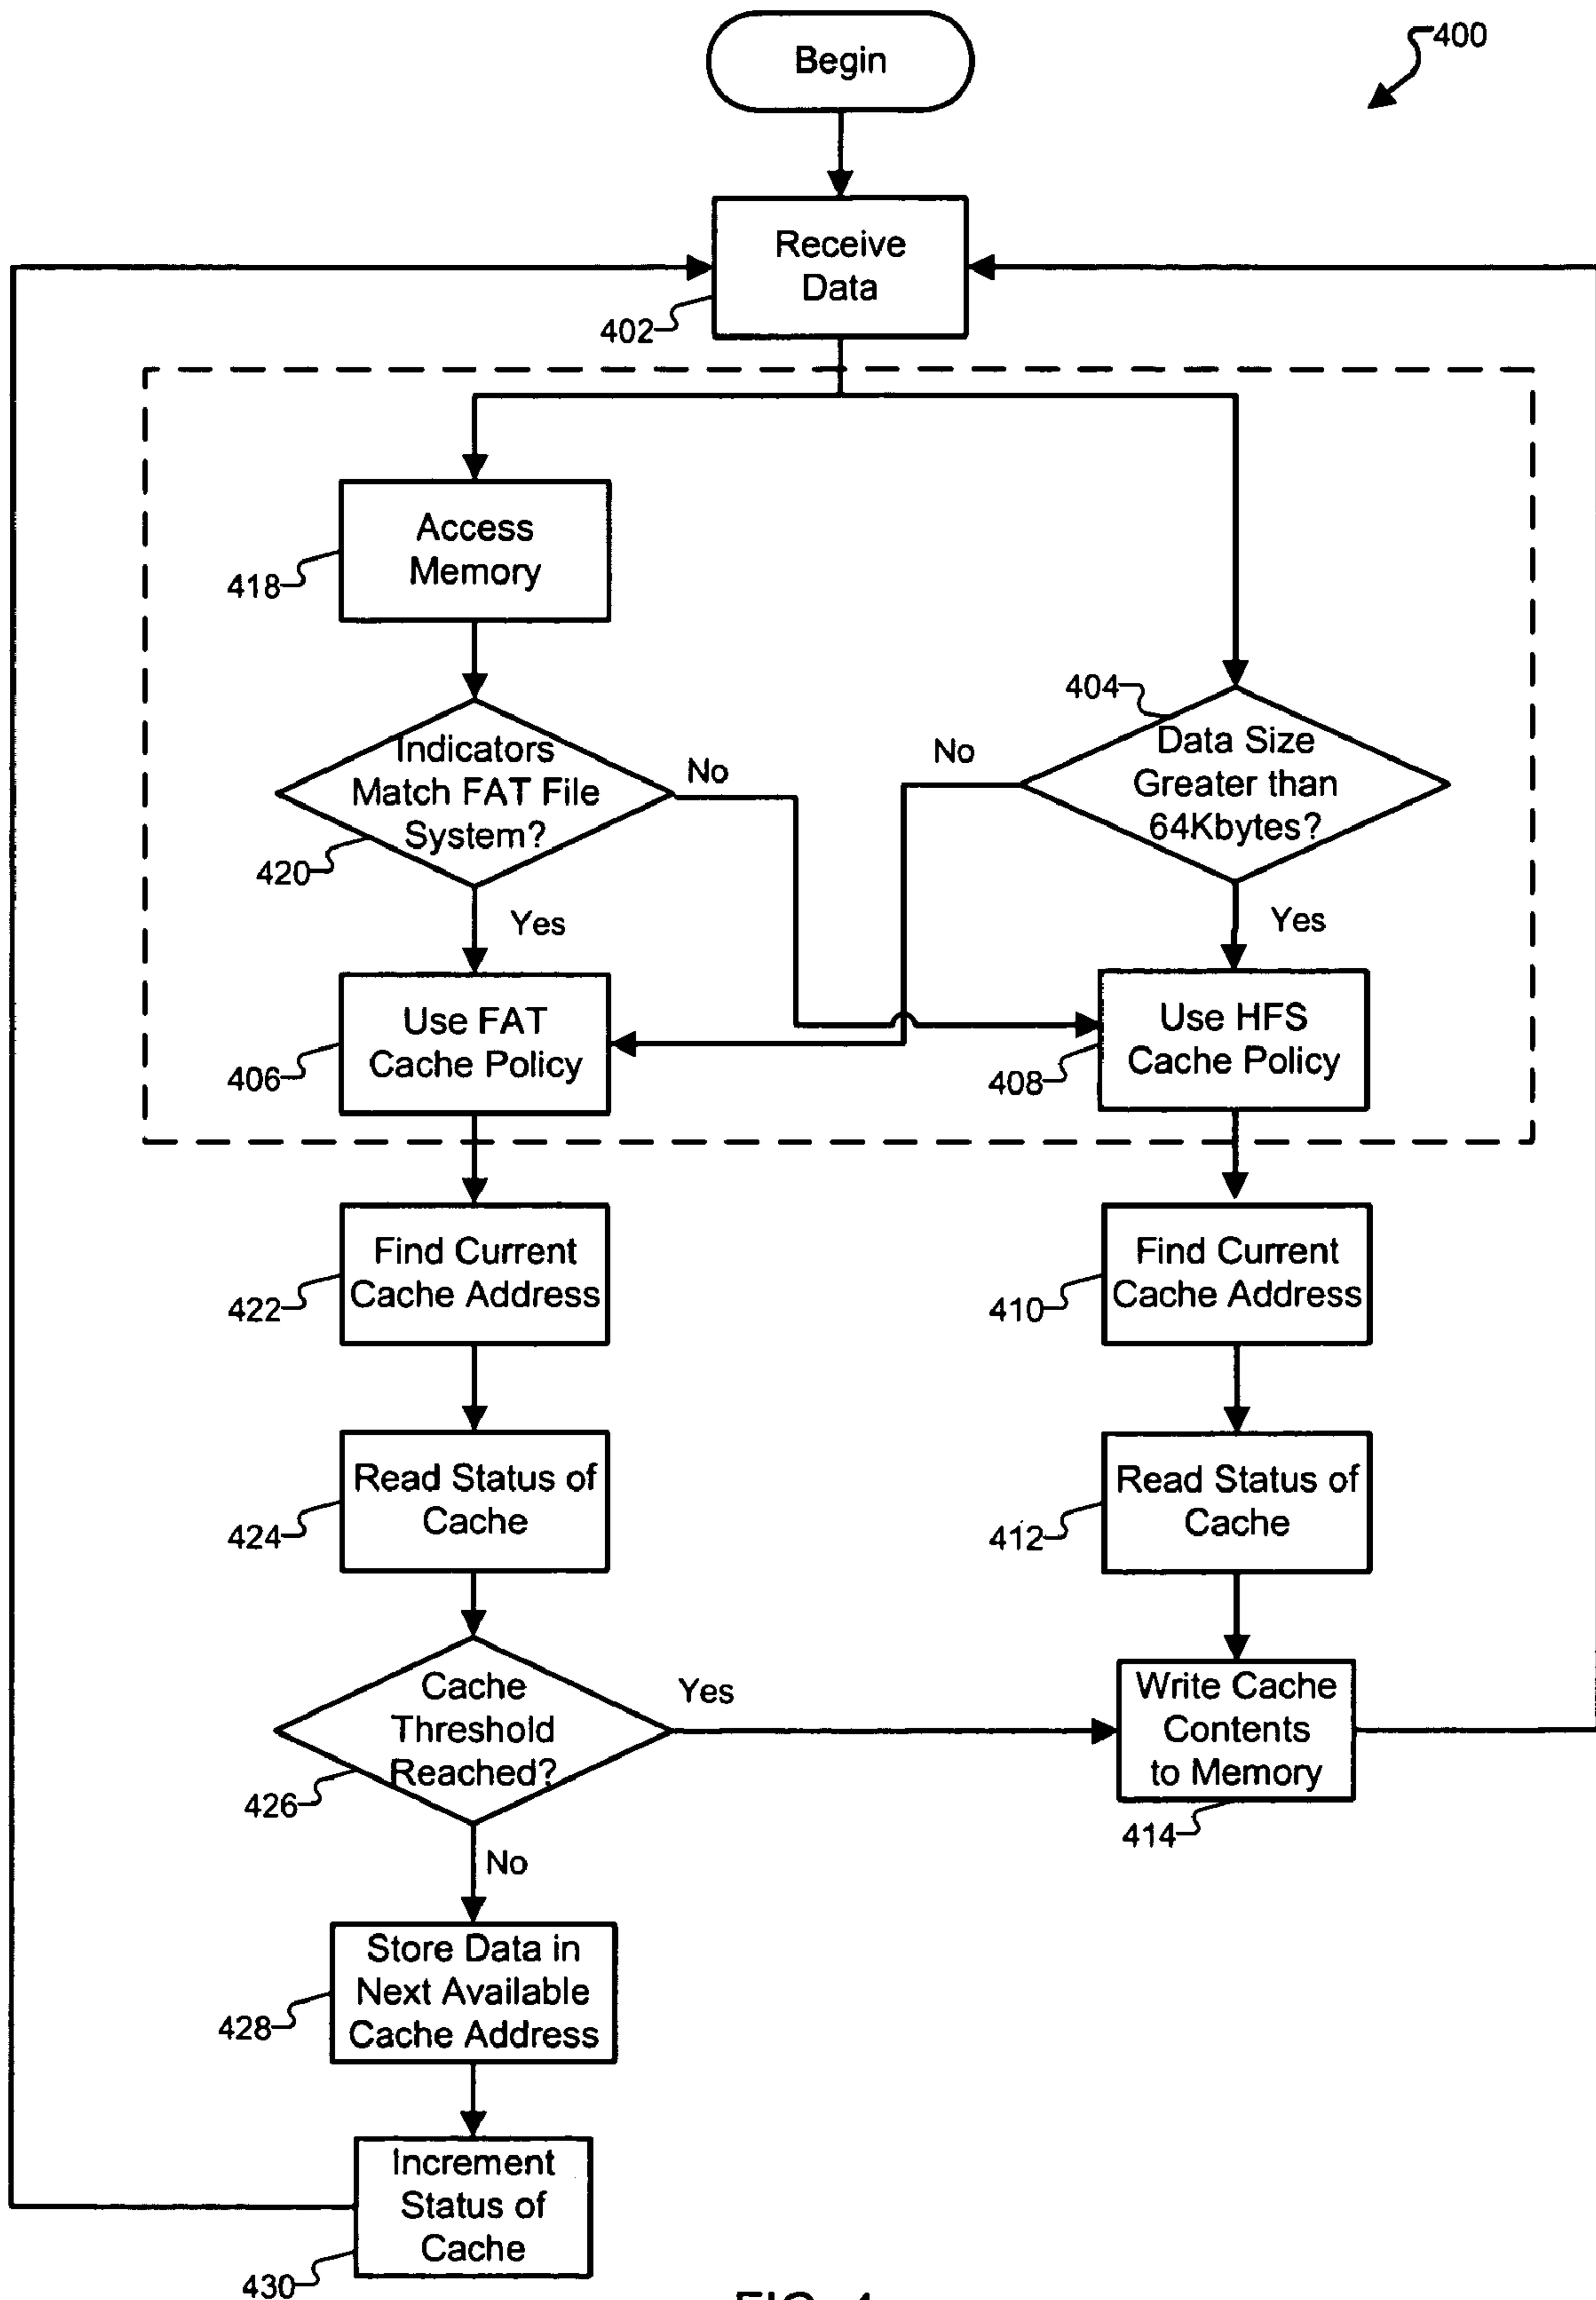 Begin
400
Receive
Data
402
Access
Memory
418
404
Indicators
Match FAT File
System?
420
No
No
Data Size
Greater than
64Kbytes?
Yes
Yes
Use FAT
Cache Policy
406
Use HFS
Cache Policy
408
Find Current
Cache Address
422
Find Current
Cache Address
410
Read Status of
Cache
424
Read Status of
Cache
412
Cache
Threshold
Reached?
426
Yes
Write Cache
Contents
to Memory
414
No
Store Data in
Next Available
Cache Address
428
Increment
Status of
Cache
430